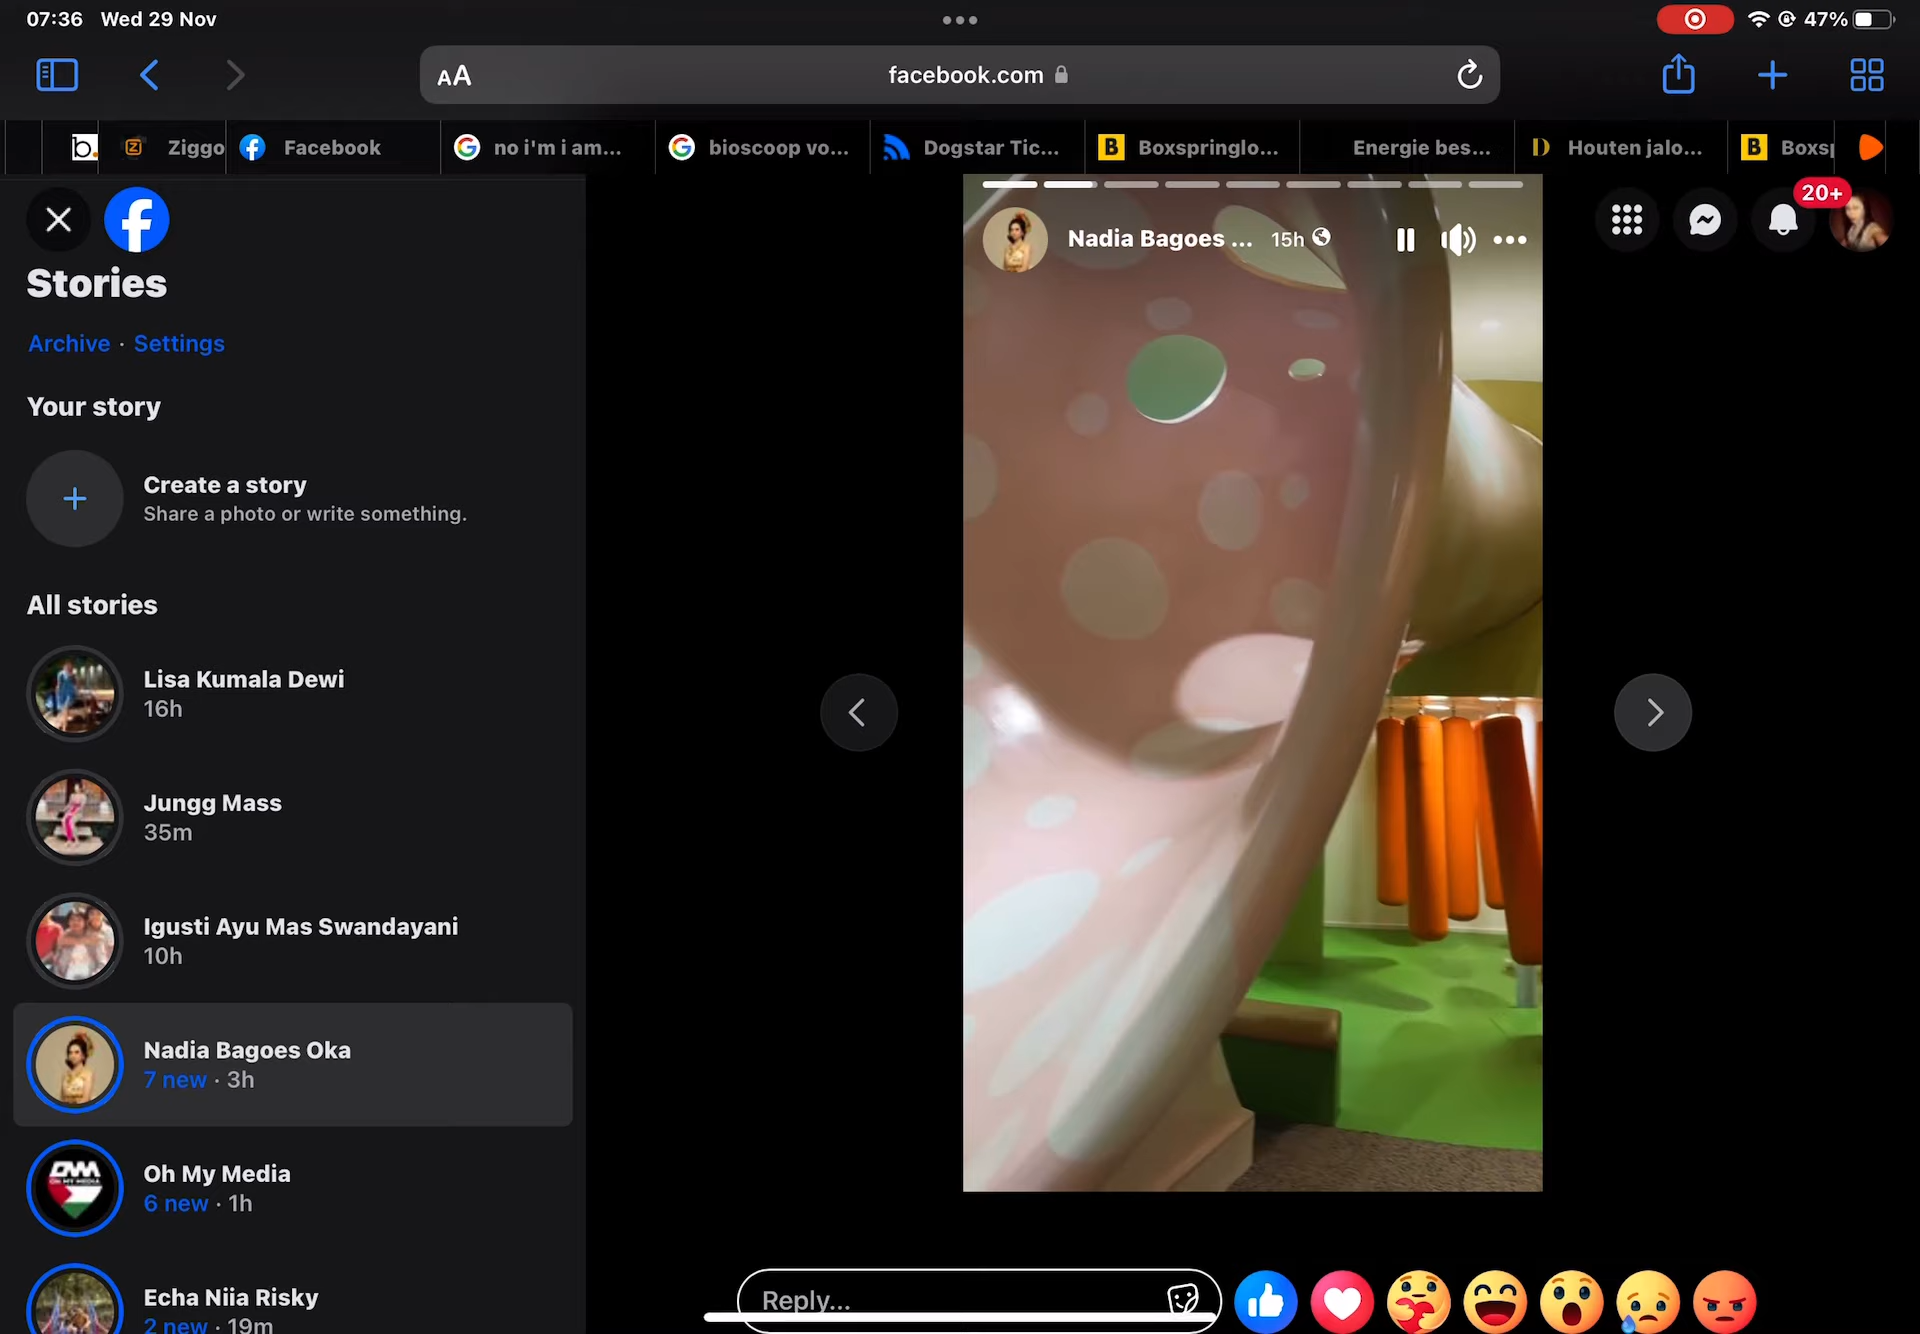 07:36 Wed 29 Nov
47%
AA
facebook.com
b.
Ziggo
Facebook
no i'm i am...
bioscoop vo...
Dogstar Tic...
Boxspringlo...
Energie bes...
Houten jalo...
Boxsp
Stories
Archive · Settings
Your story
Create a story
Share a photo or write something.
All stories
Lisa Kumala Dewi
16h
Jungg Mass
35m
Igusti Ayu Mas Swandayani
10h
Nadia Bagoes Oka
7 new · 3h
Oh My Media
6 new · 1h
Echa Niia Risky
2 new · 19m
Nadia Bagoes ... 15h
20+
Reply...